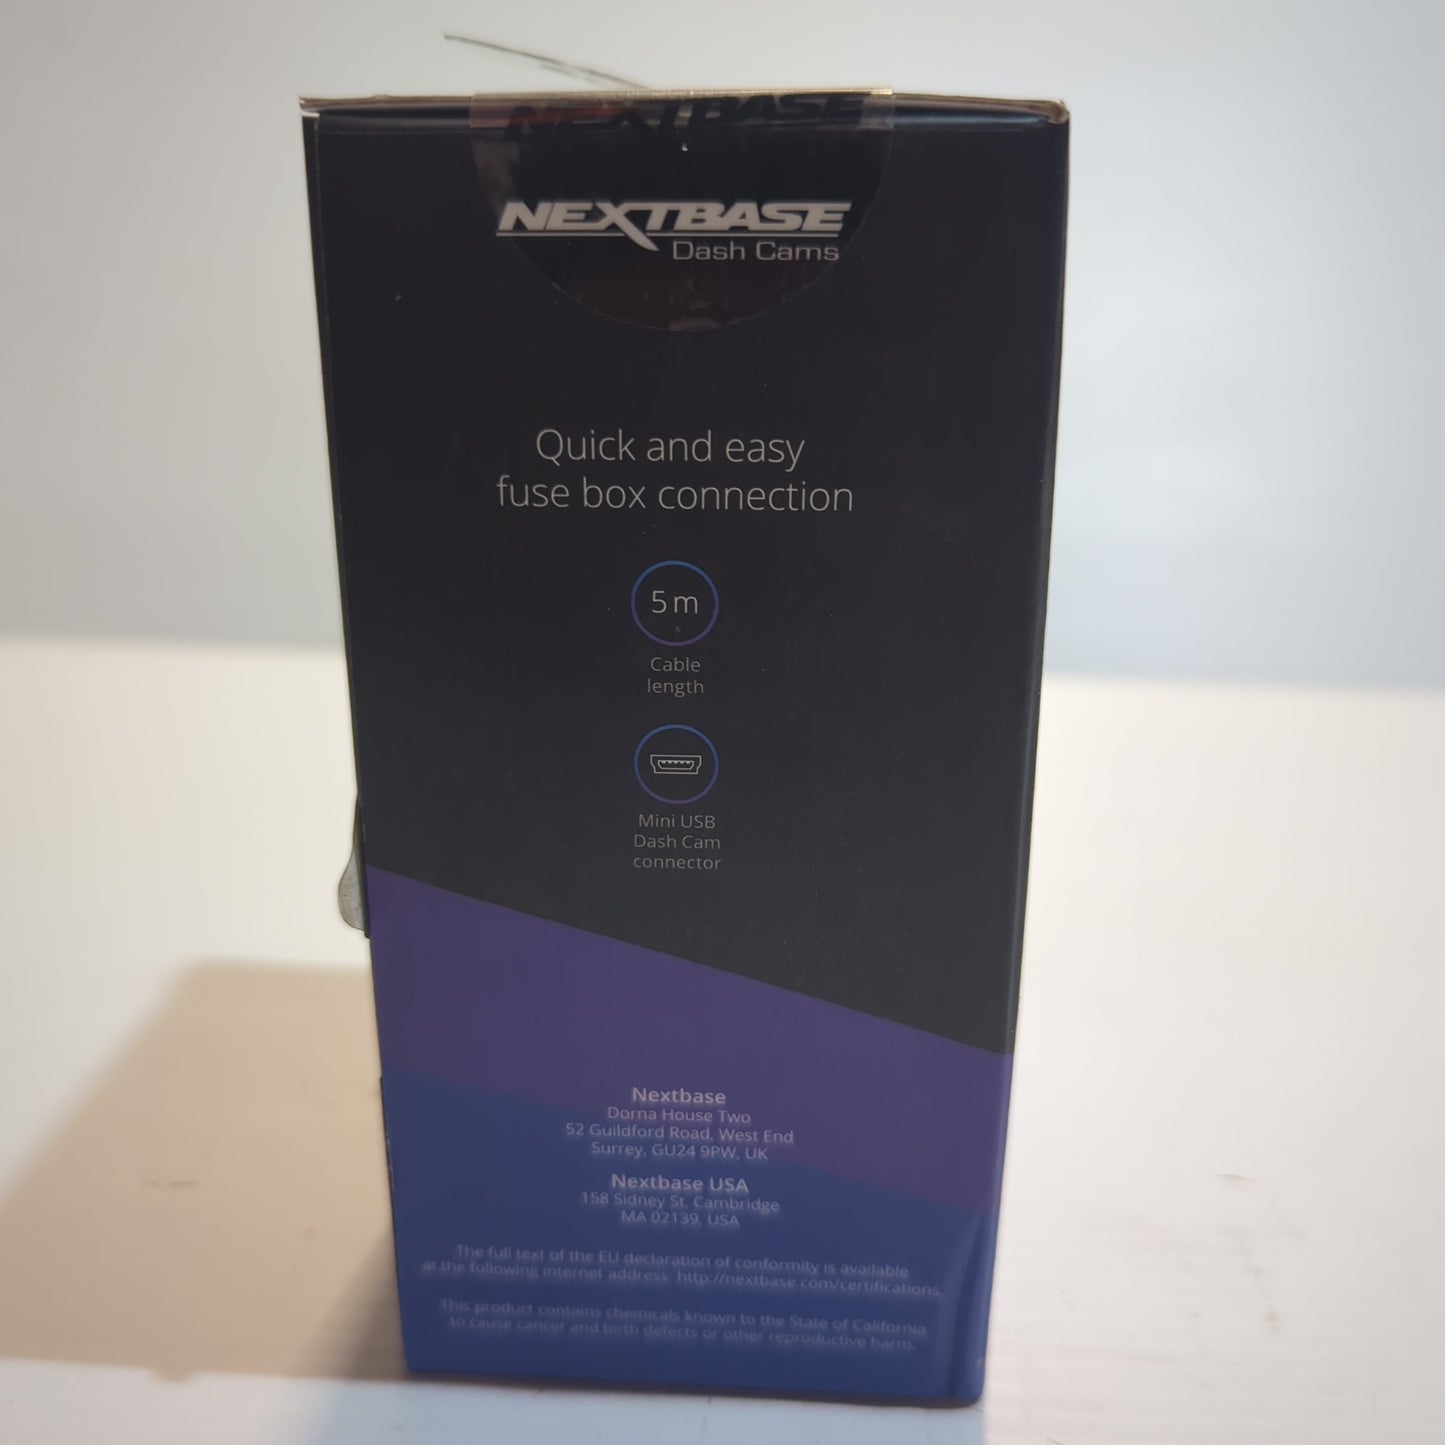 NEXTBASE
NEXTBASE
Dash Cams
Quick and easy
fuse box connection
5m
Cable
length
Mini USB
Dash Cam
connector
Nextbase
Dorna House Two
52 Guildford Road, West End
Surrey, GU24 9PW, UK
Nextbase USA
158 Sidney St, Cambridge
MA 02139, USA
The full text of the EU declaration of conformity is available
at the following internet address: http://nextbase.com/certifications.
This product contains chemicals known to the State of California
to cause cancer and birth defects or other reproductive harm.